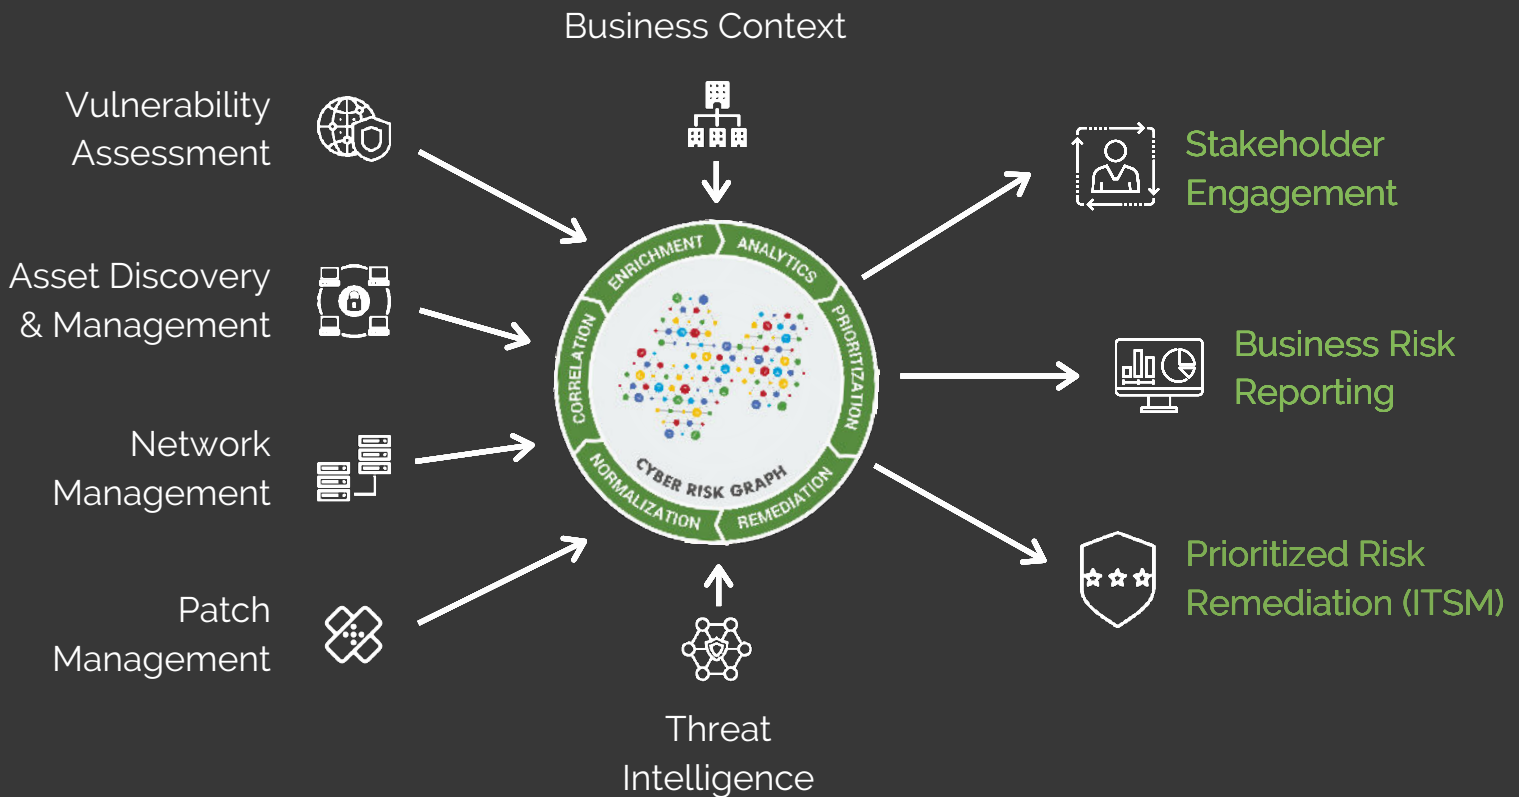 Business Context
Vulnerability
Assessment
Asset Discovery
& Management
Network
Management
Patch
Management
ENRICHMENT
ANALYTICS
PRIORITIZATION
REMEDIATION
NORMALIZATION
CORRELATION
CYBER RISK GRAPH
Threat
Intelligence
Stakeholder
Engagement
Business Risk
Reporting
Prioritized Risk
Remediation (ITSM)